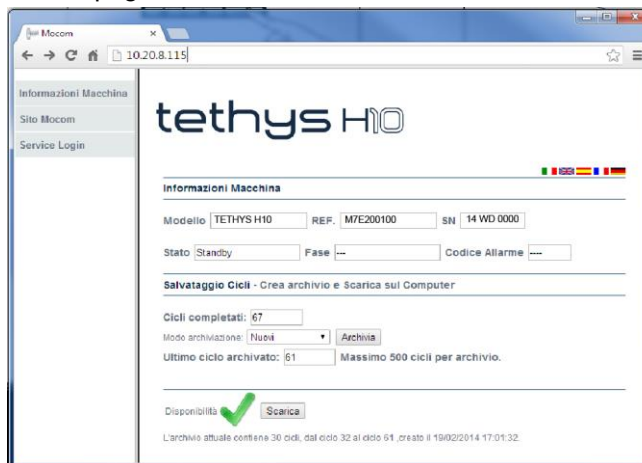 Mocom
10.20.8.115
Informazioni Macchina
Sito Mocom
Service Login
tethys H10
Informazioni Macchina
Modello TETHYS H10 REF. M7E200100 SN 14 WD 0000
Stato Standby Fase --- Codice Allarme ----
Salvataggio Cicli - Crea archivio e Scarica sul Computer
Cicli completati: 67
Modo archiviazione: Nuovi Archivia
Ultimo ciclo archiviato: 61 Massimo 500 cicli per archivio.
Disponibilità Scarica
L'archivio attuale contiene 30 cicli, dal ciclo 32 al ciclo 61 ,creato il 19/02/2014 17:01:32.